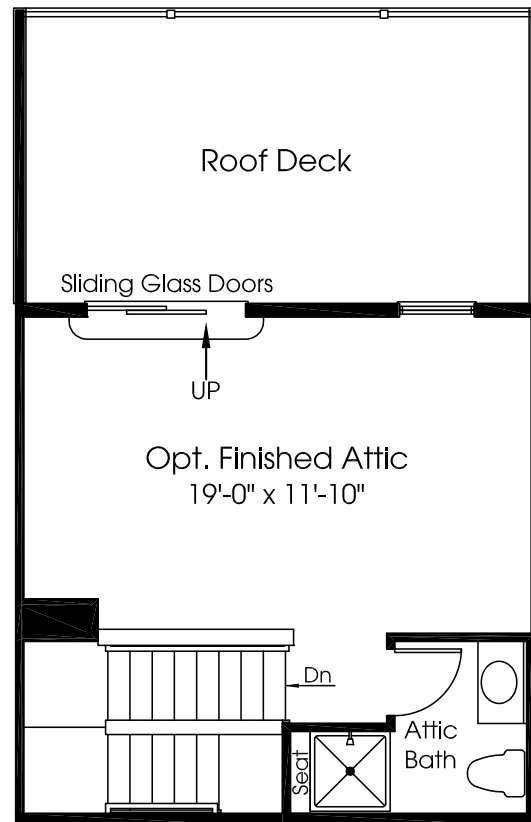 Roof Deck
Sliding Glass Doors
UP
Opt. Finished Attic
19'-0" x 11'-10"
Dn
Attic
Bath
Seat